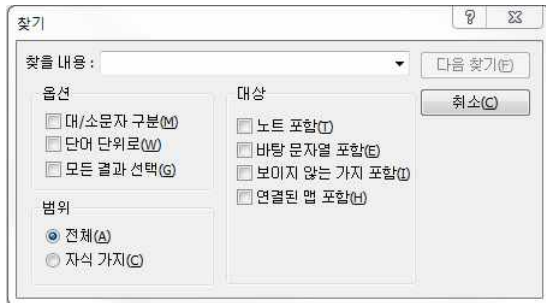 찾기
찾을 내용 :
다음 찾기(F)
취소(C)
옵션
대/소문자 구분(M)
단어 단위로(W)
모든 결과 선택(G)
범위
전체(A)
자식 가지(C)
대상
노트 포함(T)
바탕 문자열 포함(E)
보이지 않는 가지 포함(I)
연결된 맵 포함(H)